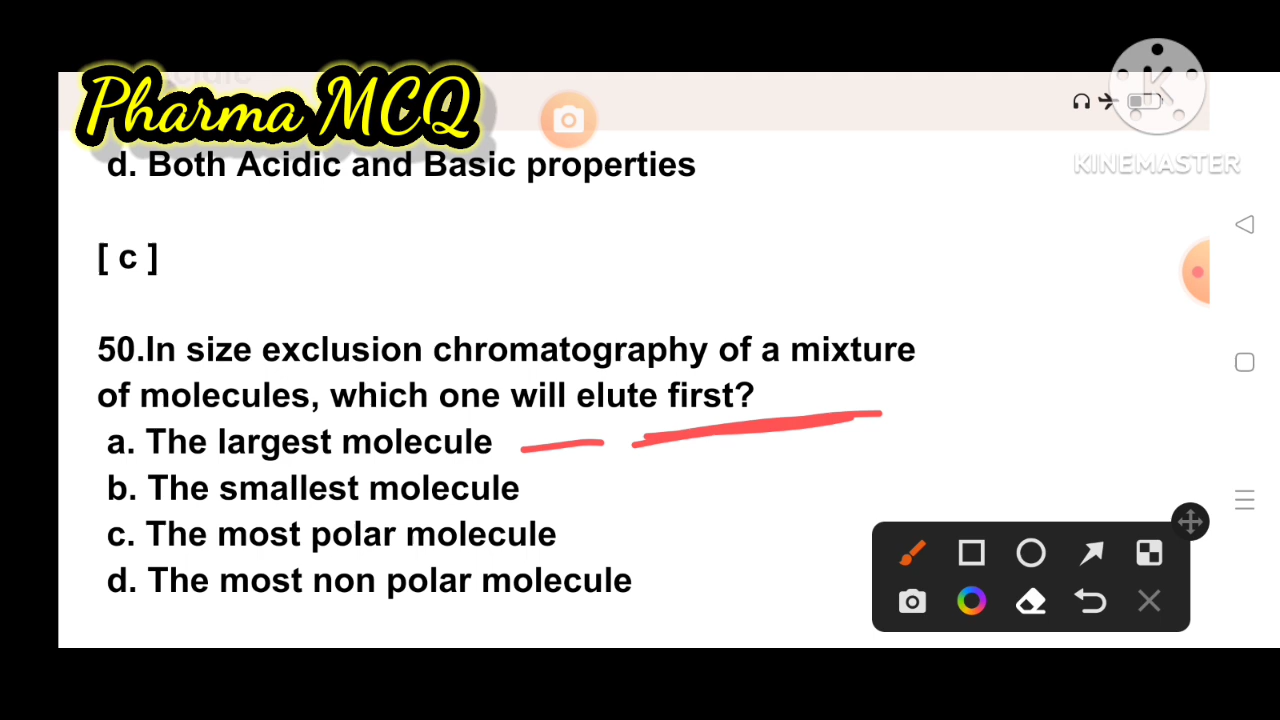 Pharma MCQ
KINEMASTER
d. Both Acidic and Basic properties
[ c ]
50.In size exclusion chromatography of a mixture
of molecules, which one will elute first?
a. The largest molecule
b. The smallest molecule
c. The most polar molecule
d. The most non polar molecule